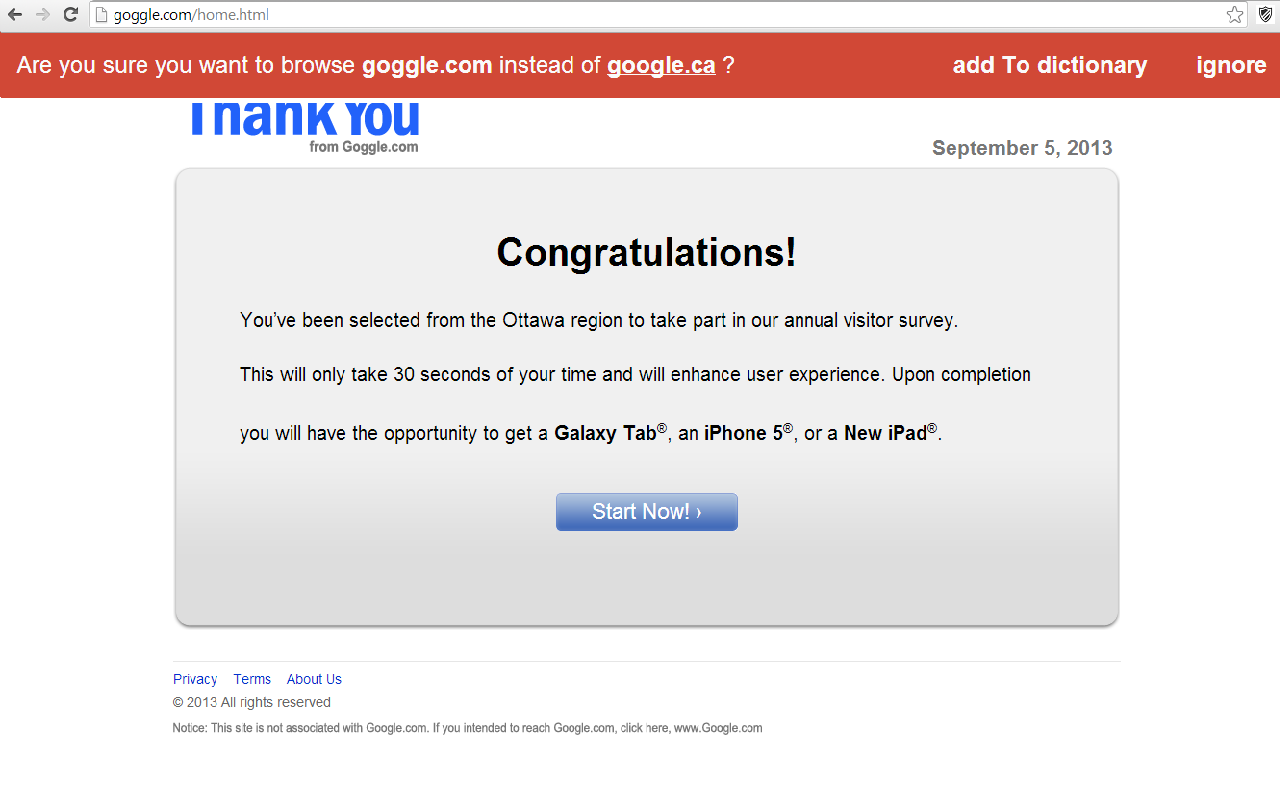 goggle.com/home.html
Are you sure you want to browse goggle.com instead of google.ca ? add To dictionary ignore
Thank You
from Goggle.com
September 5, 2013
Congratulations!
You've been selected from the Ottawa region to take part in our annual visitor survey.
This will only take 30 seconds of your time and will enhance user experience. Upon completion
you will have the opportunity to get a Galaxy Tab®, an iPhone 5®, or a New iPad®.
Start Now! ›
Privacy Terms About Us
© 2013 All rights reserved
Notice: This site is not associated with Google.com. If you intended to reach Google.com, click here, www.Google.com